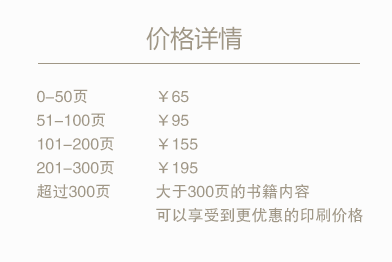 价格详情
0–50页 ￥65
51–100页 ￥95
101–200页 ￥155
201–300页 ￥195
超过300页 大于300页的书籍内容
可以享受到更优惠的印刷价格